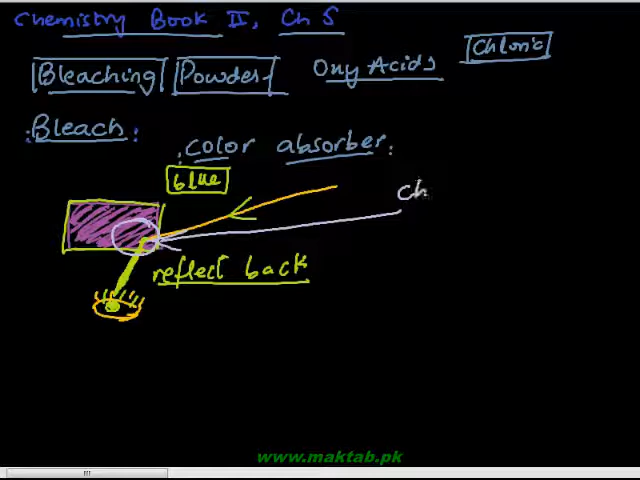 Chemistry Book II, Ch 5
Bleaching Powder Oxy Acids Chloric
:Bleach:
:color absorber:
blue
Ch
reflect back
www.maktab.pk